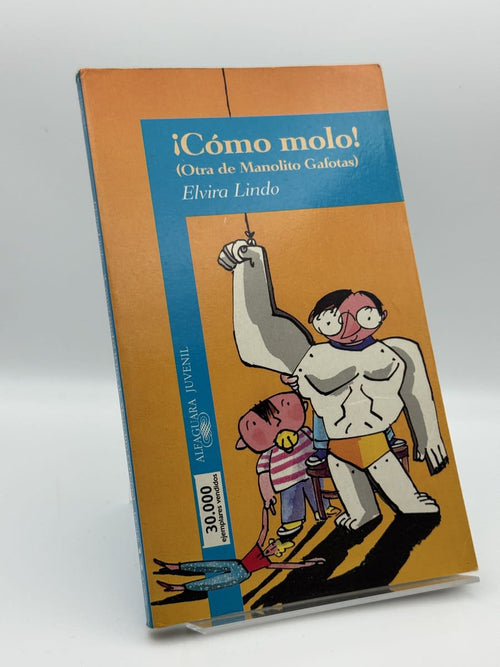 ¡Cómo molo!
(Otra de Manolito Gafotas)
Elvira Lindo
ALFAGUARA JUVENIL
30.000
ejemplares vendidos